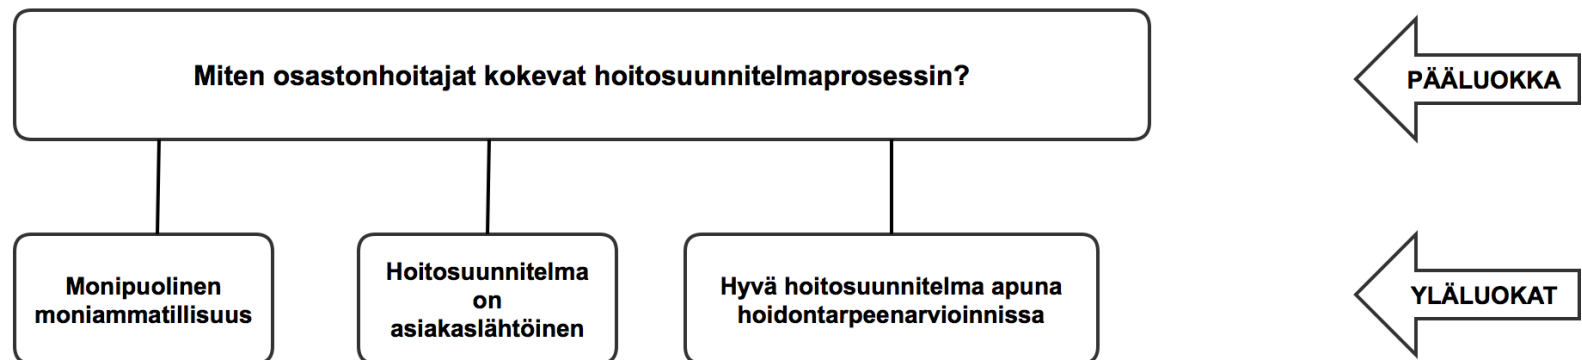 Miten osastonhoitajat kokevat hoitosuunnitelmaprosessin?
PÄÄLUOKKA
Monipuolinen
moniammatillisuus
Hoitosuunnitelma
on
asiakaslähtöinen
Hyvä hoitosuunnitelma apuna
hoidontarpeenarvioinnissa
YLÄLUOKAT